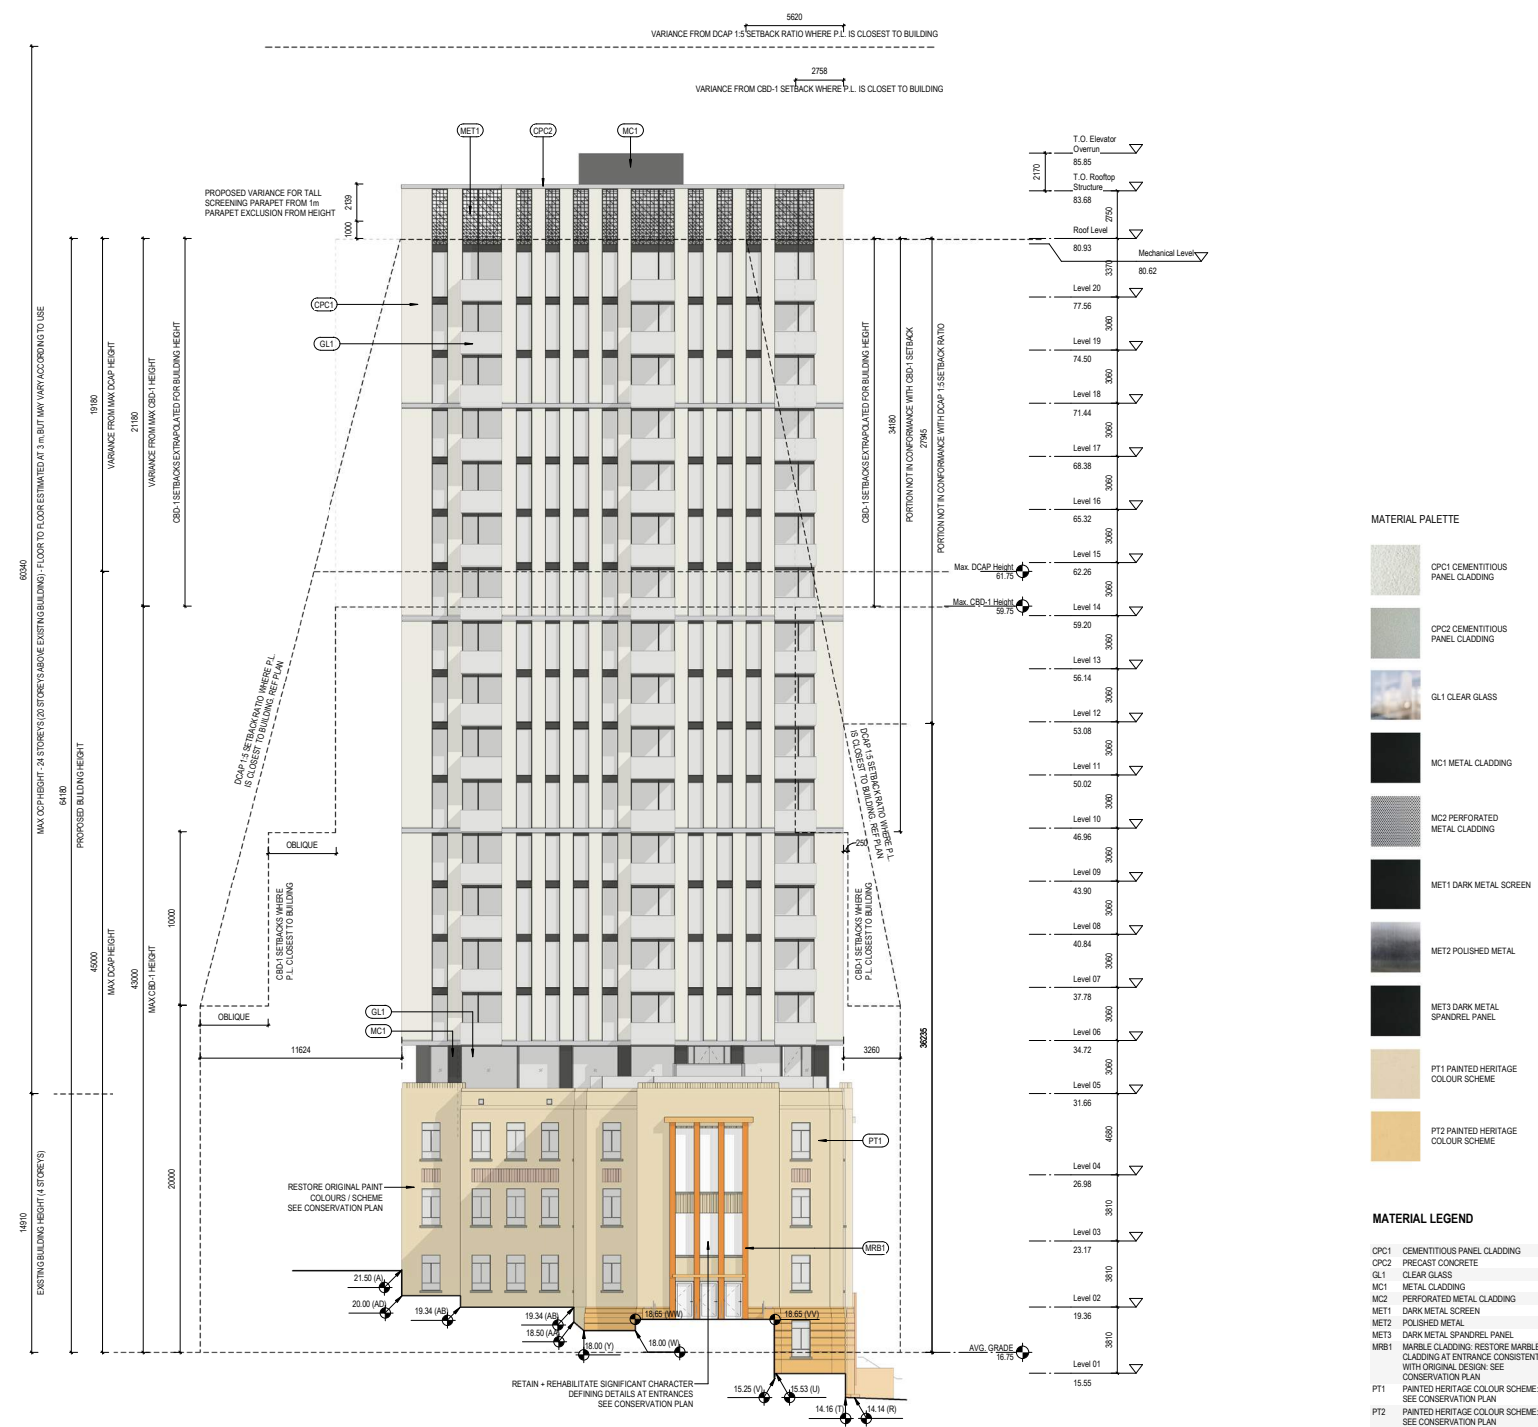 5620
VARIANCE FROM DCAP 1:5 SETBACK RATIO WHERE P.L. IS CLOSEST TO BUILDING
2758
VARIANCE FROM CBD-1 SETBACK WHERE P.L. IS CLOSET TO BUILDING
MET1
CPC2
MC1
PROPOSED VARIANCE FOR TALL
SCREENING PARAPET FROM 1m
PARAPET EXCLUSION FROM HEIGHT
2139
1000
CPC1
GL1
MAX OCP HEIGHT - 24 STOREYS (20 STOREYS ABOVE EXISTING BUILDING) - FLOOR TO FLOOR ESTIMATED AT 3 m, BUT MAY VARY ACCORDING TO USE
60340
64180
PROPOSED BUILDING HEIGHT
19180
VARIANCE FROM MAX DCAP HEIGHT
21180
VARIANCE FROM MAX CBD-1 HEIGHT
CBD-1 SETBACKS EXTRAPOLATED FOR BUILDING HEIGHT
45000
MAX DCAP HEIGHT
43000
MAX CBD-1 HEIGHT
10000
20000
14910
EXISTING BUILDING HEIGHT (4 STOREYS)
DCAP 1:5 SETBACK RATIO WHERE P.L.
IS CLOSEST TO BUILDING. REF PLAN
OBLIQUE
CBD-1 SETBACKS WHERE
P.L. CLOSEST TO BUILDING
OBLIQUE
11624
GL1
MC1
CBD-1 SETBACKS EXTRAPOLATED FOR BUILDING HEIGHT
34180
PORTION NOT IN CONFORMANCE WITH CBD-1 SETBACK
27945
PORTION NOT IN CONFORMANCE WITH DCAP 1:5 SETBACK RATIO
DCAP 1:5 SETBACK RATIO WHERE P.L.
IS CLOSEST TO BUILDING. REF PLAN
250
CBD-1 SETBACKS WHERE
P.L. CLOSEST TO BUILDING
3260
36235
PT1
MRB1
RESTORE ORIGINAL PAINT
COLOURS / SCHEME
SEE CONSERVATION PLAN
21.50 (A)
20.00 (AD)
19.34 (AB)
19.34 (AB)
18.50 (AA)
18.00 (Y)
18.65 (WW)
18.00 (W)
18.65 (VV)
15.25 (V)
15.53 (U)
14.16 (T)
14.14 (R)
RETAIN + REHABILITATE SIGNIFICANT CHARACTER
DEFINING DETAILS AT ENTRANCES
SEE CONSERVATION PLAN
T.O. Elevator
Overrun
85.85
2170
T.O. Rooftop
Structure
83.68
2750
Roof Level
80.93
Mechanical Level
80.62
3370
Level 20
77.56
3060
Level 19
74.50
3060
Level 18
71.44
3060
Level 17
68.38
3060
Level 16
65.32
3060
Level 15
62.26
Max. DCAP Height
61.75
3060
Max. CBD-1 Height
59.75
Level 14
59.20
3060
Level 13
56.14
3060
Level 12
53.08
3060
Level 11
50.02
3060
Level 10
46.96
3060
Level 09
43.90
3060
Level 08
40.84
3060
Level 07
37.78
3060
Level 06
34.72
3060
Level 05
31.66
4680
Level 04
26.98
3810
Level 03
23.17
3810
Level 02
19.36
3810
AVG. GRADE
16.75
Level 01
15.55
MATERIAL PALETTE
CPC1 CEMENTITIOUS
PANEL CLADDING
CPC2 CEMENTITIOUS
PANEL CLADDING
GL1 CLEAR GLASS
MC1 METAL CLADDING
MC2 PERFORATED
METAL CLADDING
MET1 DARK METAL SCREEN
MET2 POLISHED METAL
MET3 DARK METAL
SPANDREL PANEL
PT1 PAINTED HERITAGE
COLOUR SCHEME
PT2 PAINTED HERITAGE
COLOUR SCHEME
MATERIAL LEGEND
CPC1 CEMENTITIOUS PANEL CLADDING
CPC2 PRECAST CONCRETE
GL1 CLEAR GLASS
MC1 METAL CLADDING
MC2 PERFORATED METAL CLADDING
MET1 DARK METAL SCREEN
MET2 POLISHED METAL
MET3 DARK METAL SPANDREL PANEL
MRB1 MARBLE CLADDING: RESTORE MARBLE
CLADDING AT ENTRANCE CONSISTENT
WITH ORIGINAL DESIGN: SEE
CONSERVATION PLAN
PT1 PAINTED HERITAGE COLOUR SCHEME:
SEE CONSERVATION PLAN
PT2 PAINTED HERITAGE COLOUR SCHEME:
SEE CONSERVATION PLAN